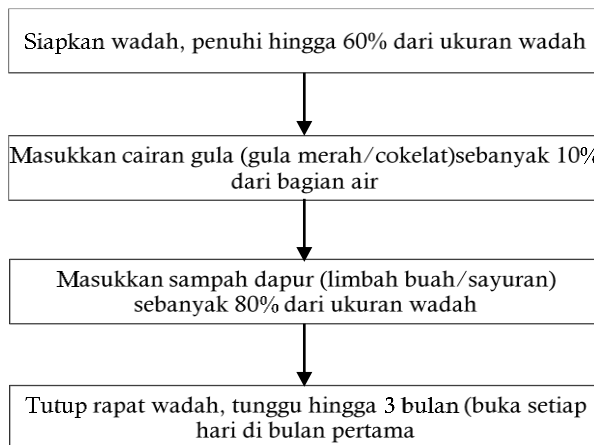 Siapkan wadah, penuhi hingga 60% dari ukuran wadah
Masukkan cairan gula (gula merah/cokelat)sebanyak 10%
dari bagian air
Masukkan sampah dapur (limbah buah/sayuran)
sebanyak 80% dari ukuran wadah
Tutup rapat wadah, tunggu hingga 3 bulan (buka setiap
hari di bulan pertama